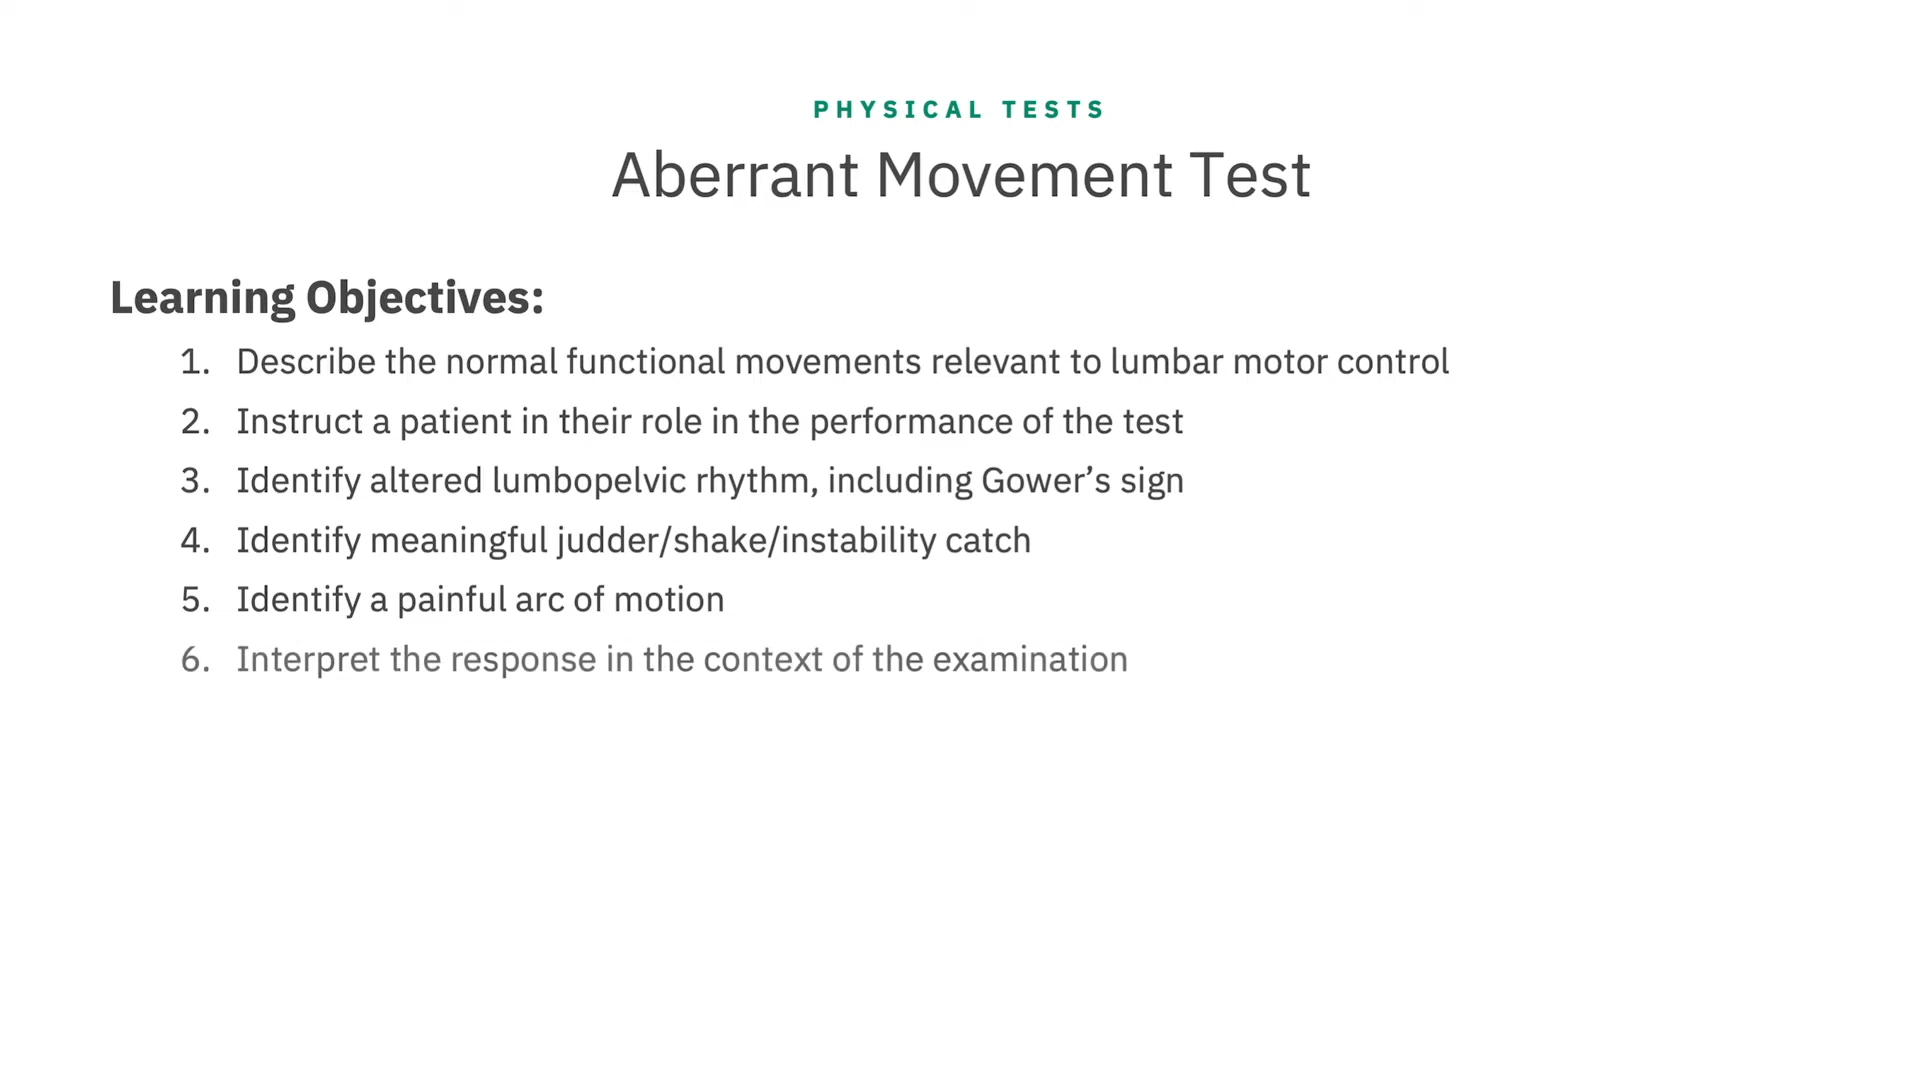 PHYSICAL TESTS
Aberrant Movement Test
Learning Objectives:
1. Describe the normal functional movements relevant to lumbar motor control
2. Instruct a patient in their role in the performance of the test
3. Identify altered lumbopelvic rhythm, including Gower’s sign
4. Identify meaningful judder/shake/instability catch
5. Identify a painful arc of motion
6. Interpret the response in the context of the examination